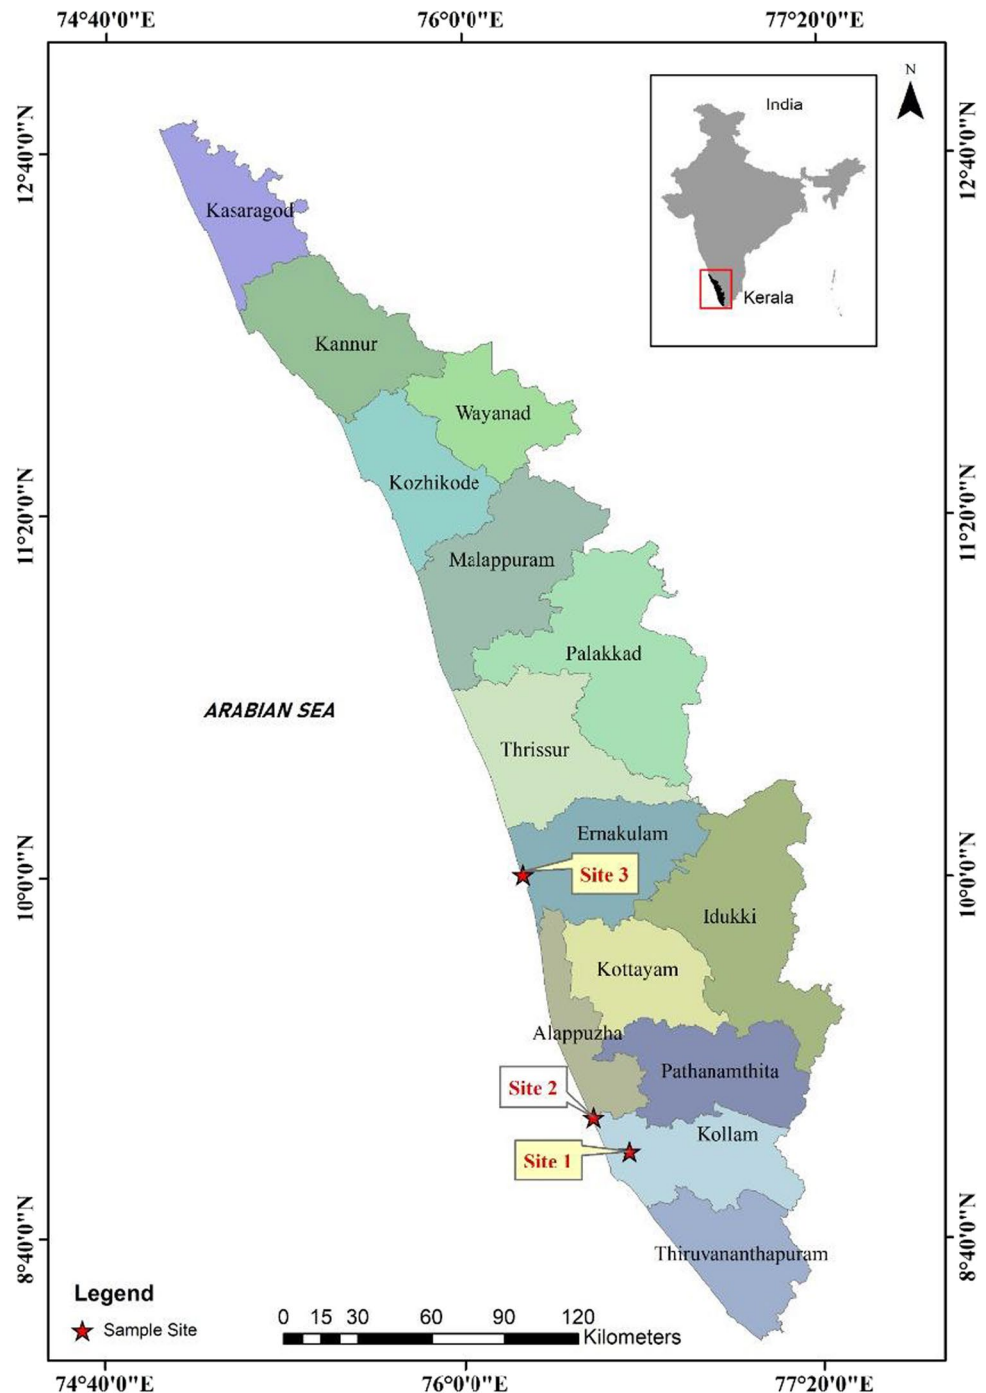 74°40'0"E 76°0'0"E 77°20'0"E
N
India
Kerala
12°40'0"N 12°40'0"N
Kasaragod
Kannur
Wayanad
Kozhikode
11°20'0"N 11°20'0"N
Malappuram
Palakkad
ARABIAN SEA
Thrissur
Ernakulam
Site 3
10°0'0"N 10°0'0"N
Idukki
Kottayam
Alappuzha
Pathanamthita
Site 2
Kollam
Site 1
8°40'0"N 8°40'0"N
Thiruvananthapuram
Legend
Sample Site
0 15 30 60 90 120
Kilometers
74°40'0"E 76°0'0"E 77°20'0"E